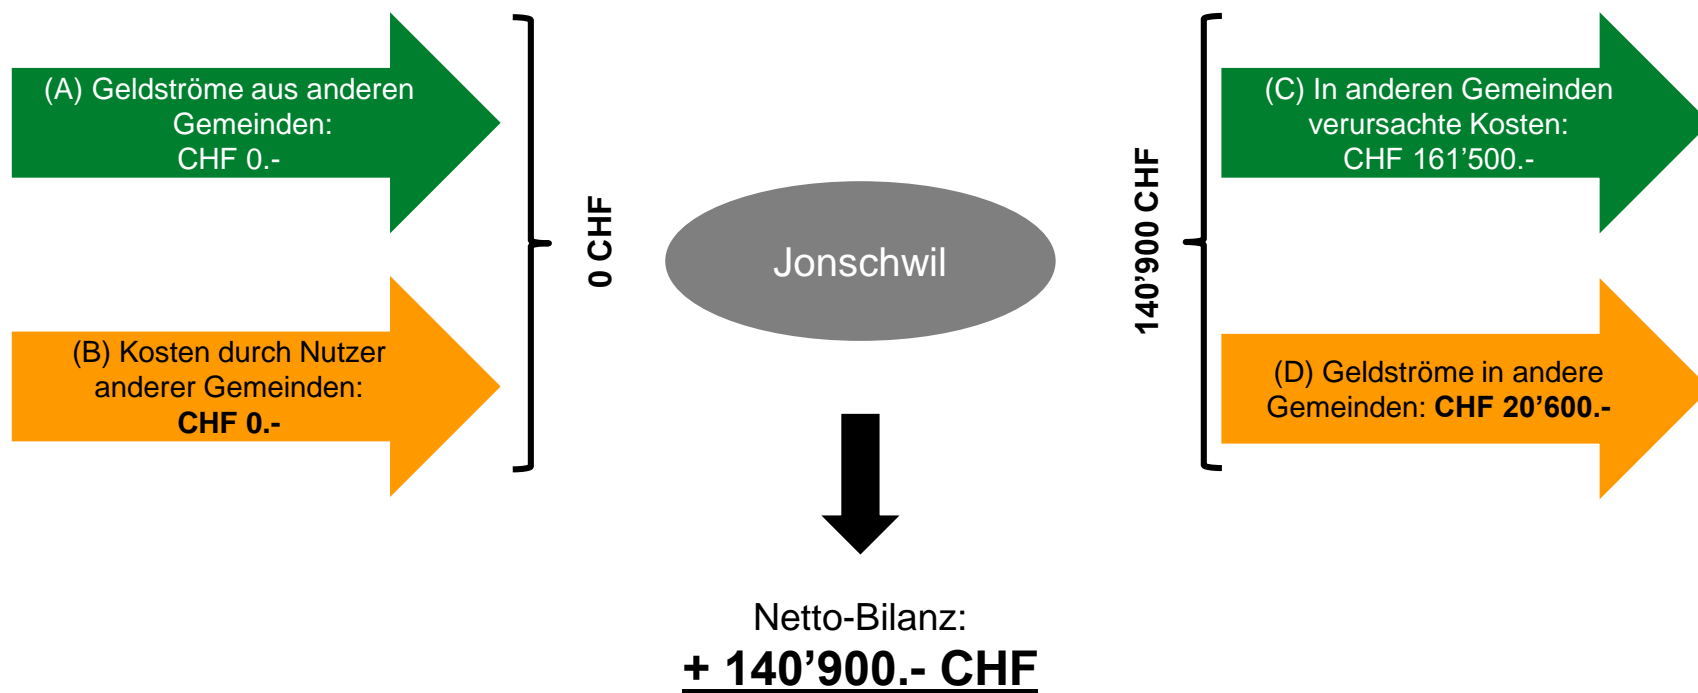 (A) Geldströme aus anderen
Gemeinden:
CHF 0.-
(B) Kosten durch Nutzer
anderer Gemeinden:
CHF 0.-
0 CHF
Jonschwil
140’900 CHF
(C) In anderen Gemeinden
verursachte Kosten:
CHF 161’500.-
(D) Geldströme in andere
Gemeinden: CHF 20’600.-
Netto-Bilanz:
+ 140’900.- CHF